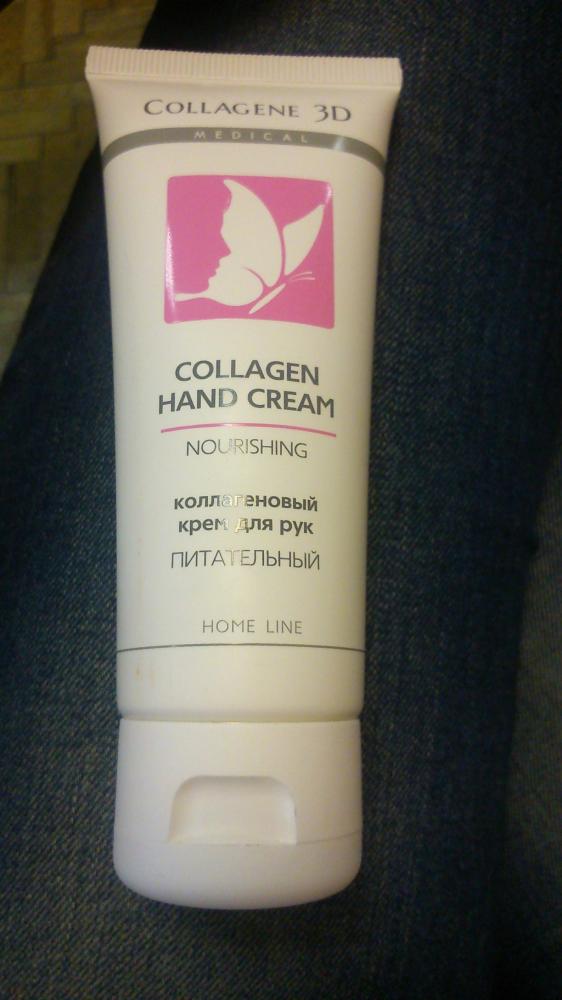 COLLAGENE 3D
MEDICAL
COLLAGEN
HAND CREAM
NOURISHING
коллагеновый
крем для рук
ПИТАТЕЛЬНЫЙ
HOME LINE